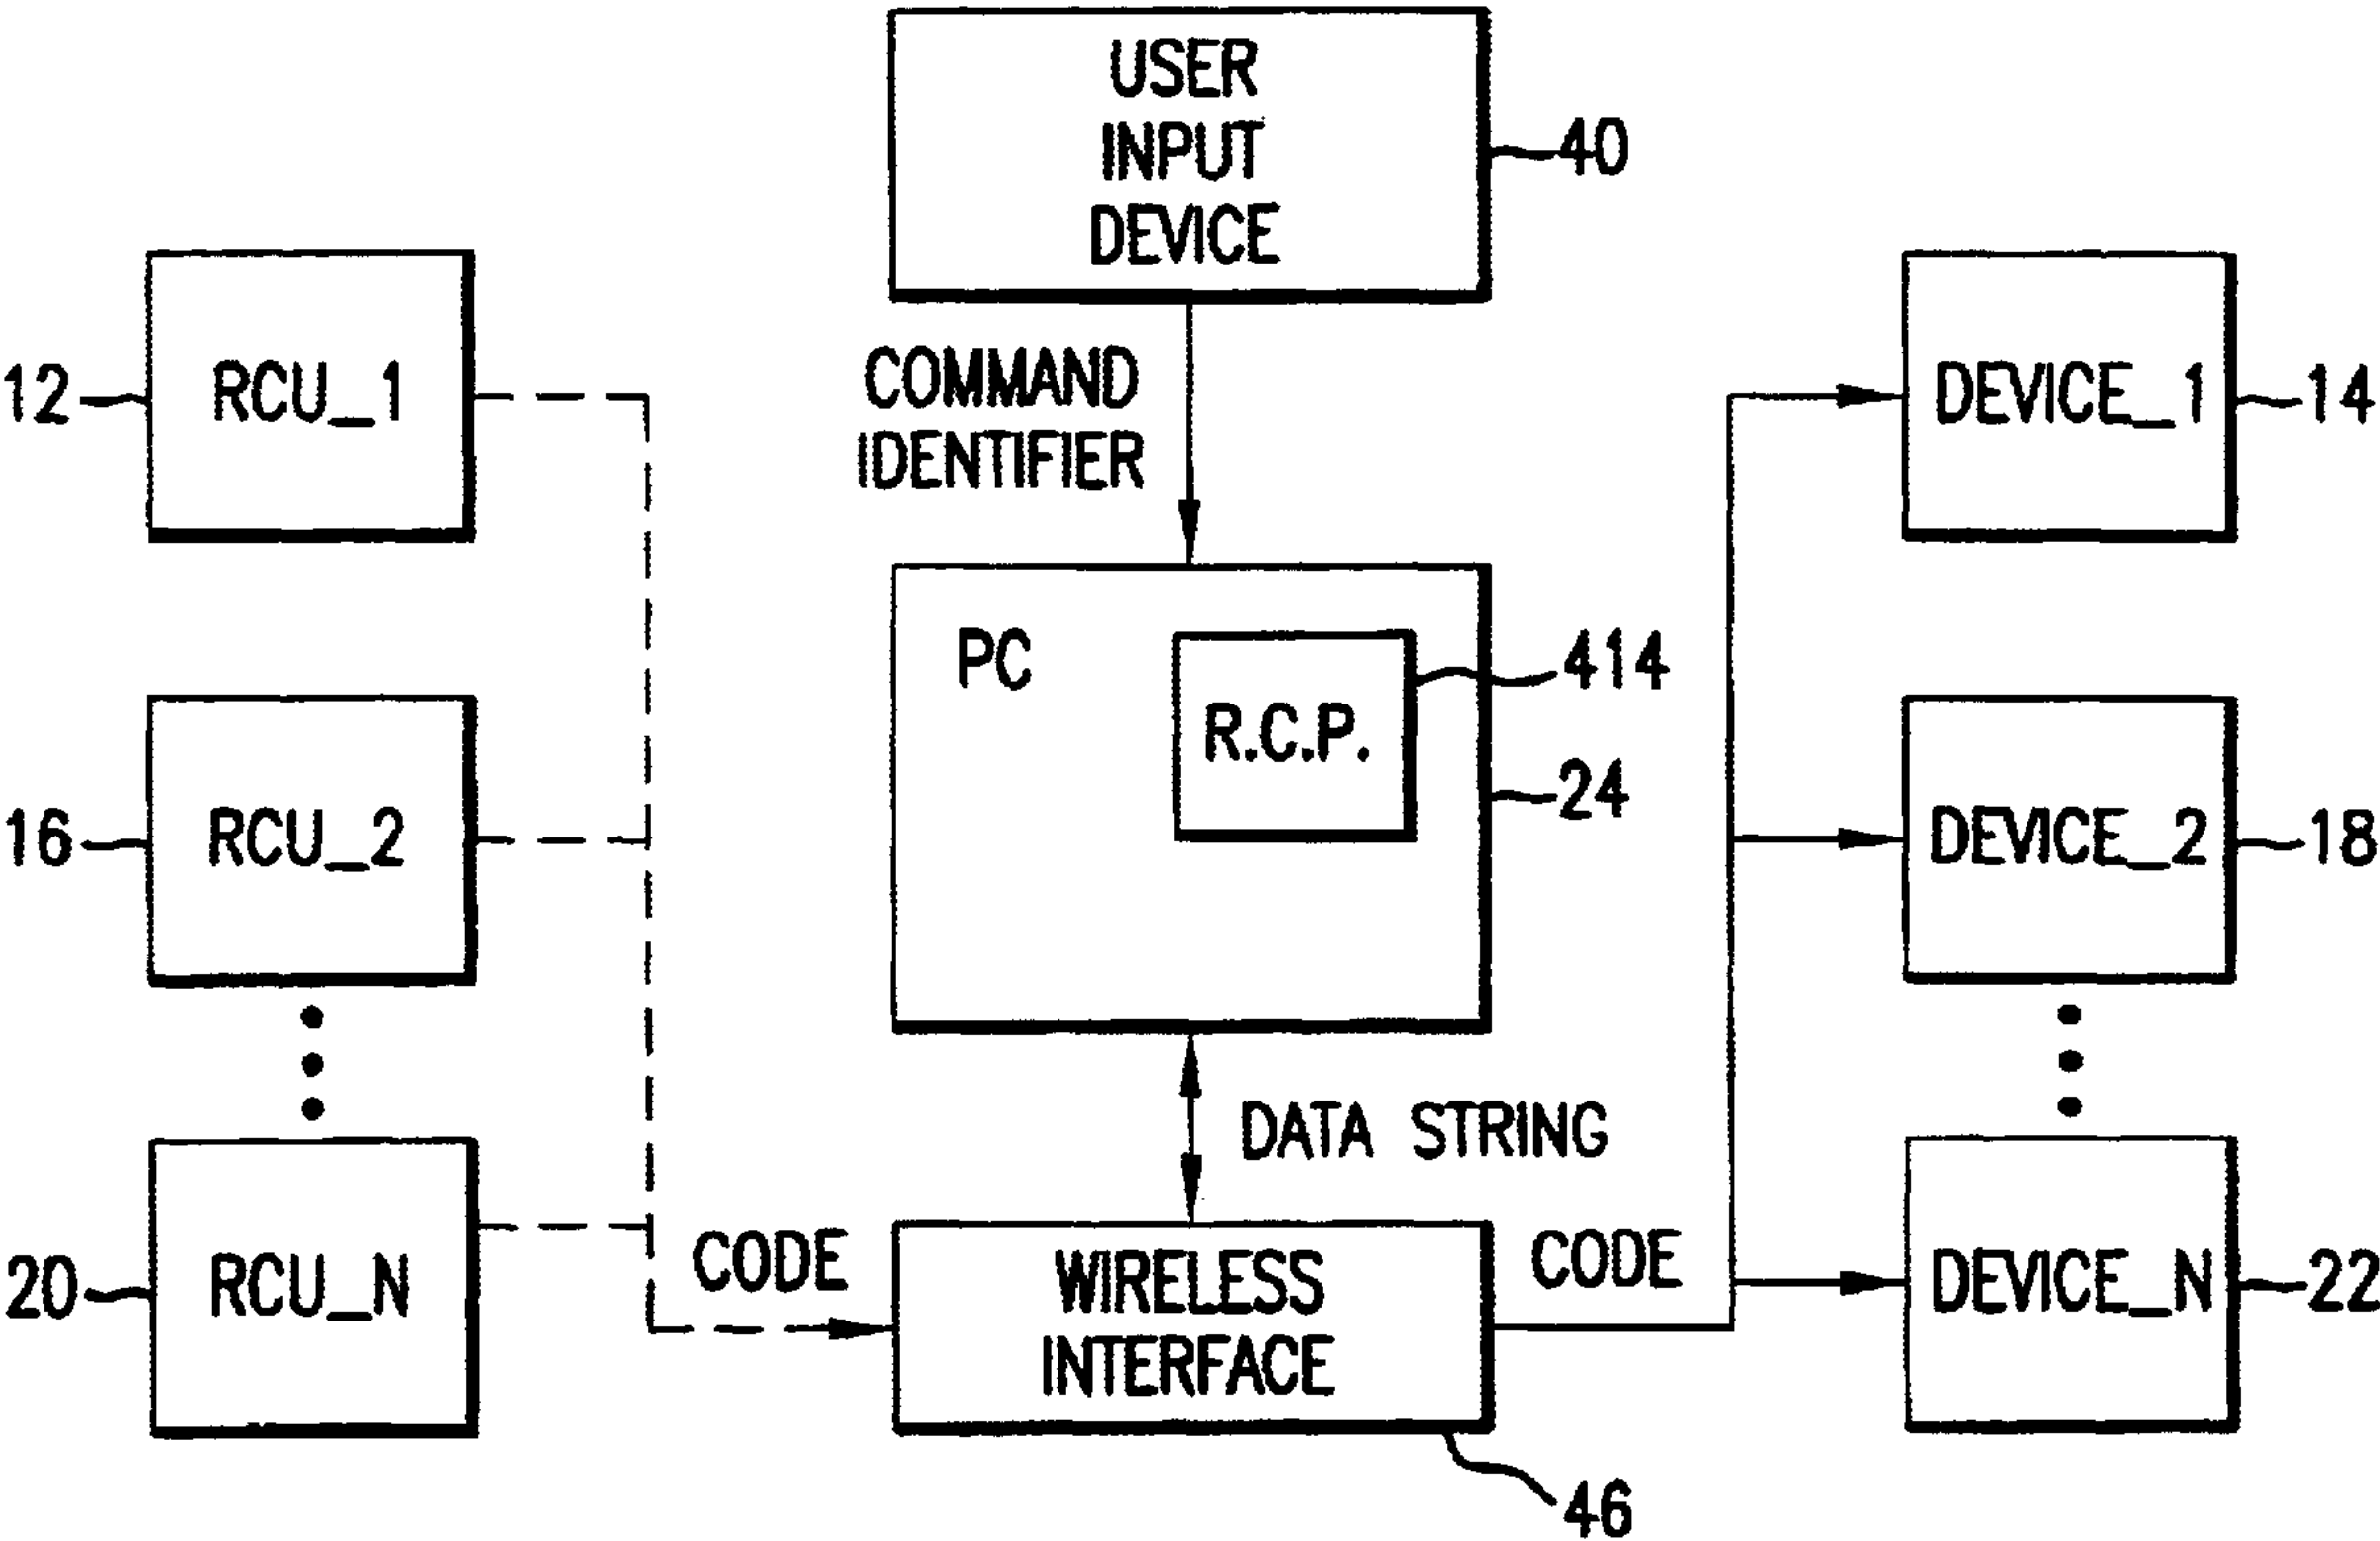 USER
INPUT
DEVICE
40
12
RCU_1
COMMAND
IDENTIFIER
DEVICE_1
14
PC
414
R.C.P.
24
16
RCU_2
DEVICE_2
18
DATA STRING
20
RCU_N
CODE
WIRELESS
INTERFACE
CODE
DEVICE_N
22
46